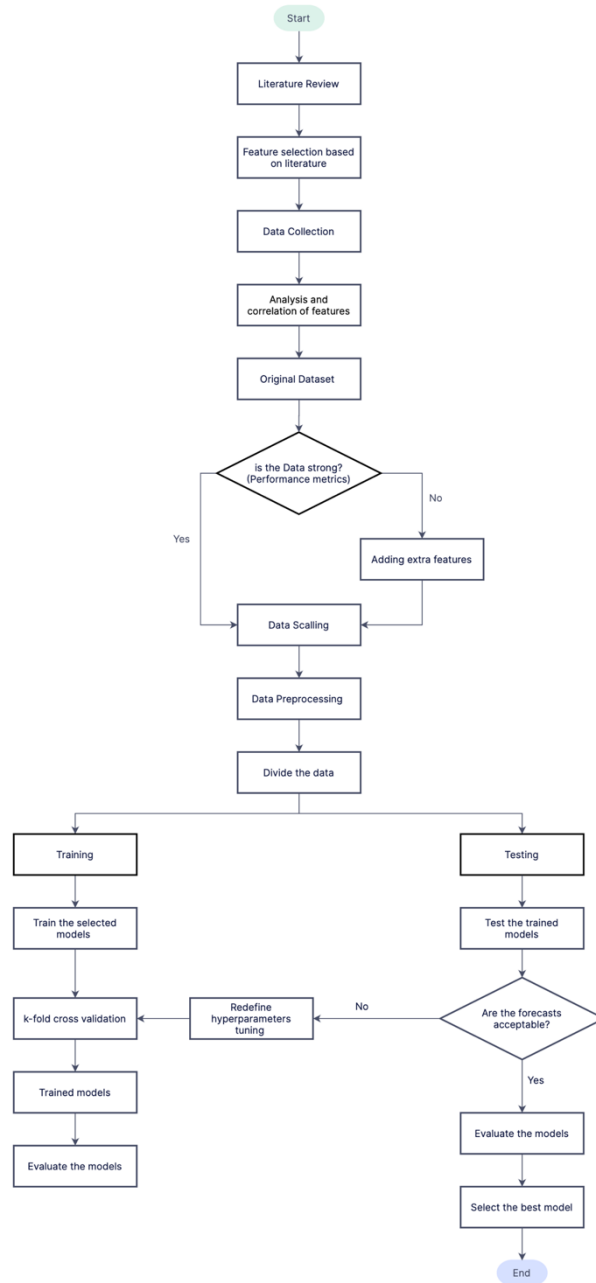 Start
Literature Review
Feature selection based
on literature
Data Collection
Analysis and
correlation of features
Original Dataset
is the Data strong?
(Performance metrics)
No
Yes
Adding extra features
Data Scalling
Data Preprocessing
Divide the data
Training
Testing
Train the selected
models
Test the trained
models
k-fold cross validation
Redefine
hyperparameters
tuning
No
Are the forecasts
acceptable?
Yes
Trained models
Evaluate the models
Evaluate the models
Select the best model
End